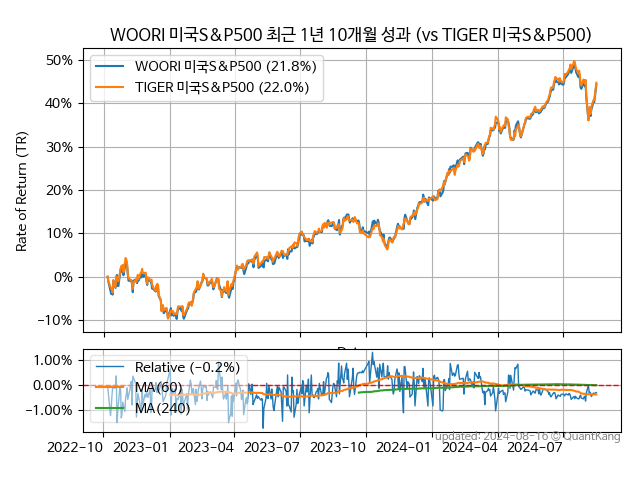 WOORI 미국S&P500 최근 1년 10개월 성과 (vs TIGER 미국S&P500)
WOORI 미국S&P500 (21.8%)
TIGER 미국S&P500 (22.0%)
Rate of Return (TR)
50%
40%
30%
20%
10%
0%
−10%
Relative (−0.2%)
MA(60)
MA(240)
1.00%
0.00%
−1.00%
2022-10 2023-01 2023-04 2023-07 2023-10 2024-01 2024-04 2024-07
updated: 2024-08-16 © QuantKang